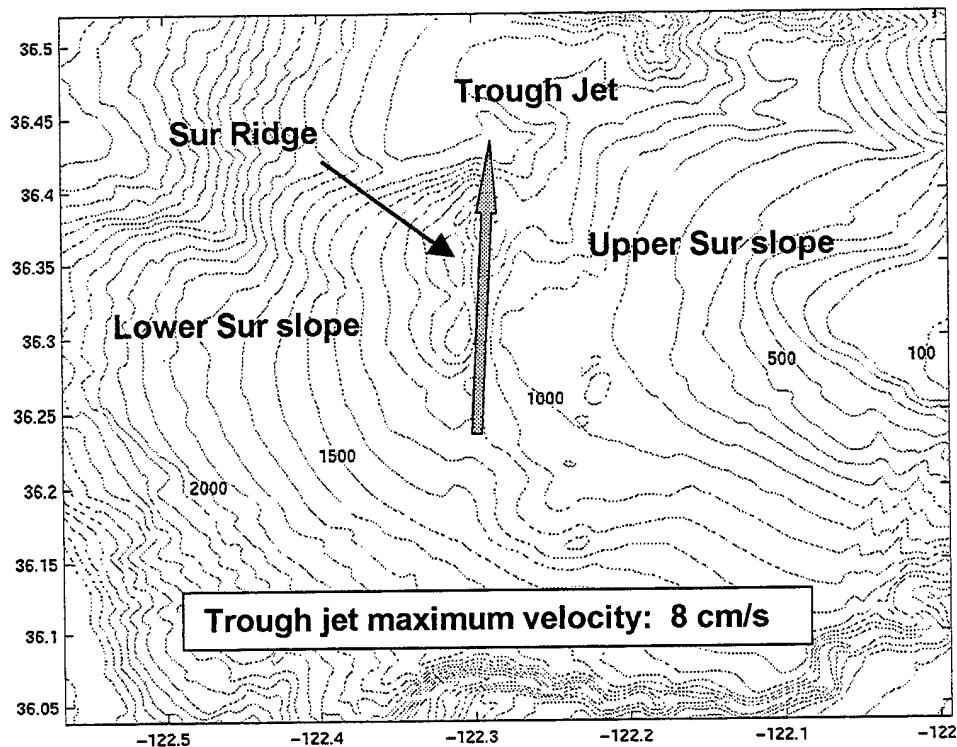 36.5
Trough Jet
36.45
Sur Ridge
36.4
Upper Sur slope
36.35
Lower Sur slope
36.3
100
500
1000
36.25
1500
2000
36.2
36.15
Trough jet maximum velocity: 8 cm/s
36.1
36.05
-122.5 -122.4 -122.3 -122.2 -122.1 -122